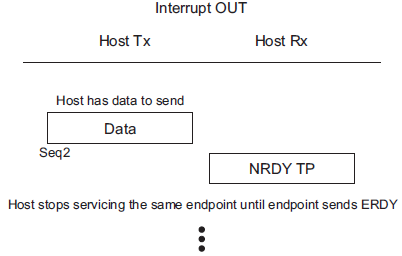 Interrupt OUT
Host Tx Host Rx
Host has data to send
Data
Seq2
NRDY TP
Host stops servicing the same endpoint until endpoint sends ERDY